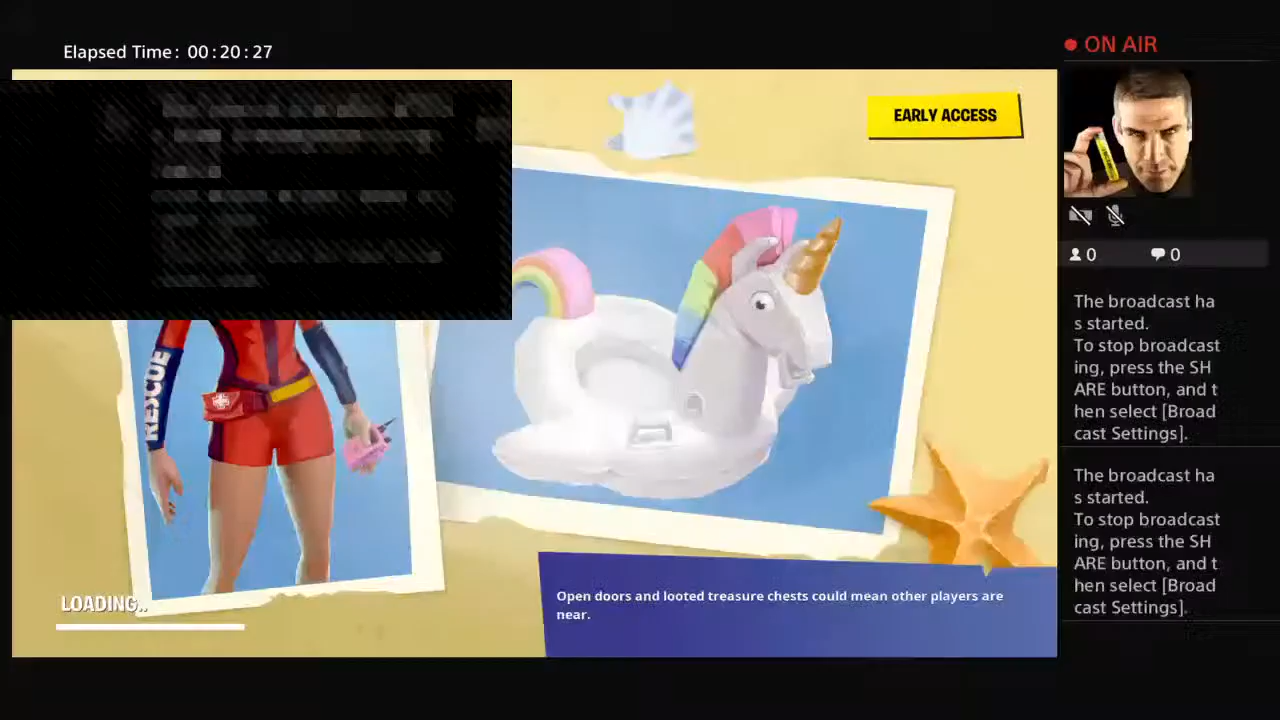 Elapsed Time: 00:20:27
ON AIR
EARLY ACCESS
0
0
RESCUE
The broadcast ha
s started.
To stop broadcast
ing, press the SH
ARE button, and t
hen select [Broad
cast Settings].
The broadcast ha
s started.
To stop broadcast
ing, press the SH
ARE button, and t
hen select [Broad
cast Settings].
LOADING..
Open doors and looted treasure chests could mean other players are
near.